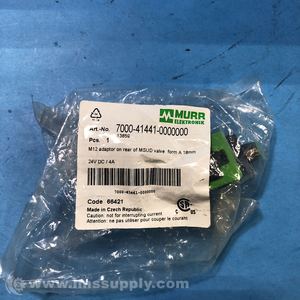 MURR
ELEKTRONIK
Art.-No. 7000-41441-0000000
Pcs. 1
M12 adaptor on rear of MSUD valve form A 18mm
24V DC / 4A
7000-41441-0000000
Code 66421
Made in Czech Republic
Caution: not for interrupting current
Attention: ne pas utiliser pour couper le courant
C US
www.imssupply.com